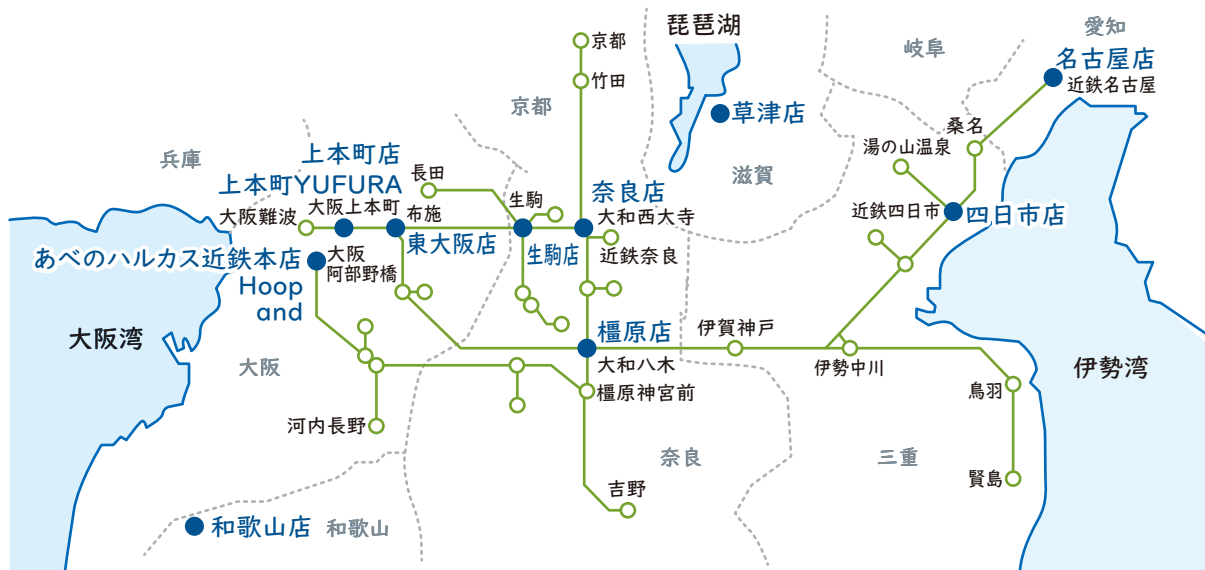 琵琶湖
愛知
岐阜
名古屋店
近鉄名古屋
京都
竹田
京都
草津店
桑名
湯の山温泉
滋賀
兵庫
上本町店
上本町YUFURA
長田
生駒
奈良店
大和西大寺
近鉄奈良
大阪難波
大阪上本町
布施
東大阪店
生駒店
近鉄四日市
四日市店
あべのハルカス近鉄本店
Hoop
and
大阪
阿部野橋
大阪湾
大阪
橿原店
大和八木
橿原神宮前
伊賀神戸
伊勢中川
鳥羽
伊勢湾
河内長野
奈良
三重
賢島
吉野
和歌山店
和歌山